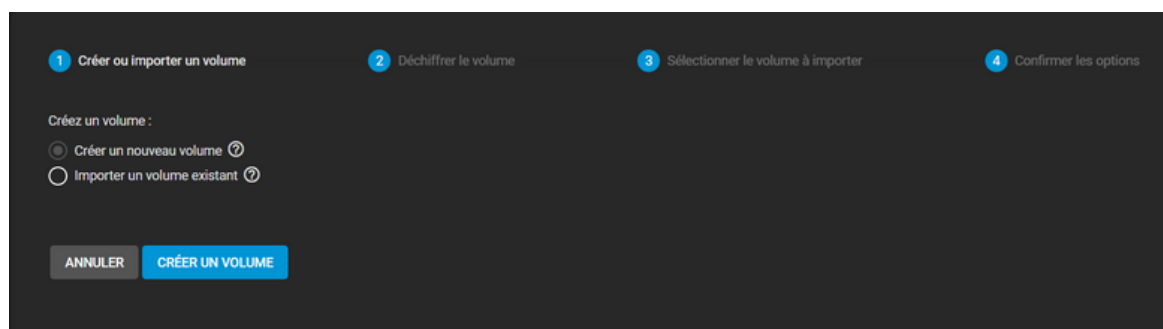 1 Créer ou importer un volume 2 Déchiffrer le volume 3 Sélectionner le volume à importer 4 Confirmer les options
Créez un volume :
Créer un nouveau volume ?
Importer un volume existant ?
ANNULER CRÉER UN VOLUME